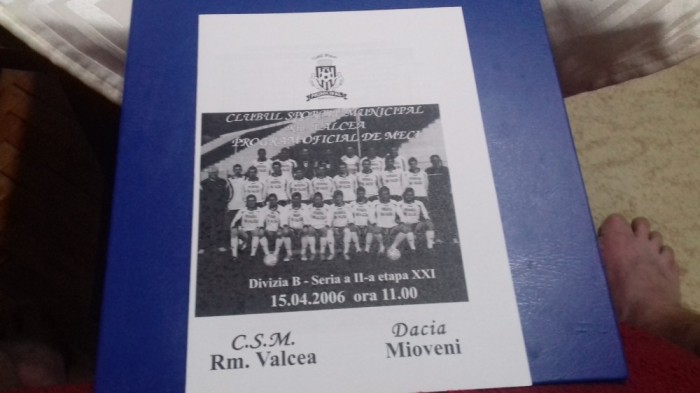 CLUBUL SPORTIV MUNICIPAL
VALCEA
PROGRAM OFICIAL DE MECI
Divizia B - Seria a II-a etapa XXI
15.04.2006 ora 11.00
C.S.M.
Rm. Valcea
Dacia
Mioveni